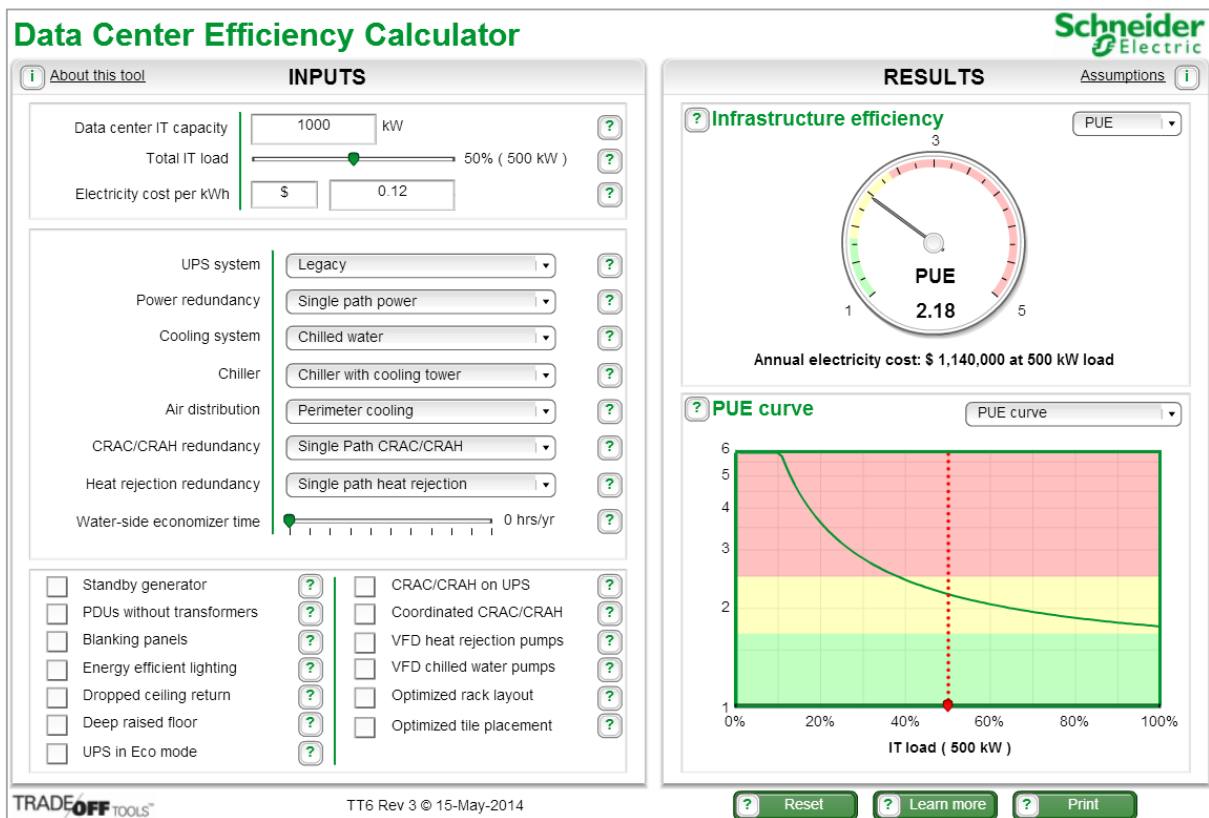 Data Center Efficiency Calculator
Schneider
Electric
i About this tool
INPUTS
Data center IT capacity 1000 kW ?
Total IT load 50% ( 500 kW ) ?
Electricity cost per kWh $ 0.12 ?
UPS system Legacy ?
Power redundancy Single path power ?
Cooling system Chilled water ?
Chiller Chiller with cooling tower ?
Air distribution Perimeter cooling ?
CRAC/CRAH redundancy Single Path CRAC/CRAH ?
Heat rejection redundancy Single path heat rejection ?
Water-side economizer time 0 hrs/yr ?
Standby generator ?
PDUs without transformers ?
Blanking panels ?
Energy efficient lighting ?
Dropped ceiling return ?
Deep raised floor ?
UPS in Eco mode ?
CRAC/CRAH on UPS ?
Coordinated CRAC/CRAH ?
VFD heat rejection pumps ?
VFD chilled water pumps ?
Optimized rack layout ?
Optimized tile placement ?
RESULTS
Assumptions i
? Infrastructure efficiency PUE
3
PUE
1 2.18 5
Annual electricity cost: $ 1,140,000 at 500 kW load
? PUE curve PUE curve
6
5
4
3
2
1
0% 20% 40% 60% 80% 100%
IT load ( 500 kW )
TRADE OFF TOOLS™
TT6 Rev 3 © 15-May-2014
? Reset ? Learn more ? Print